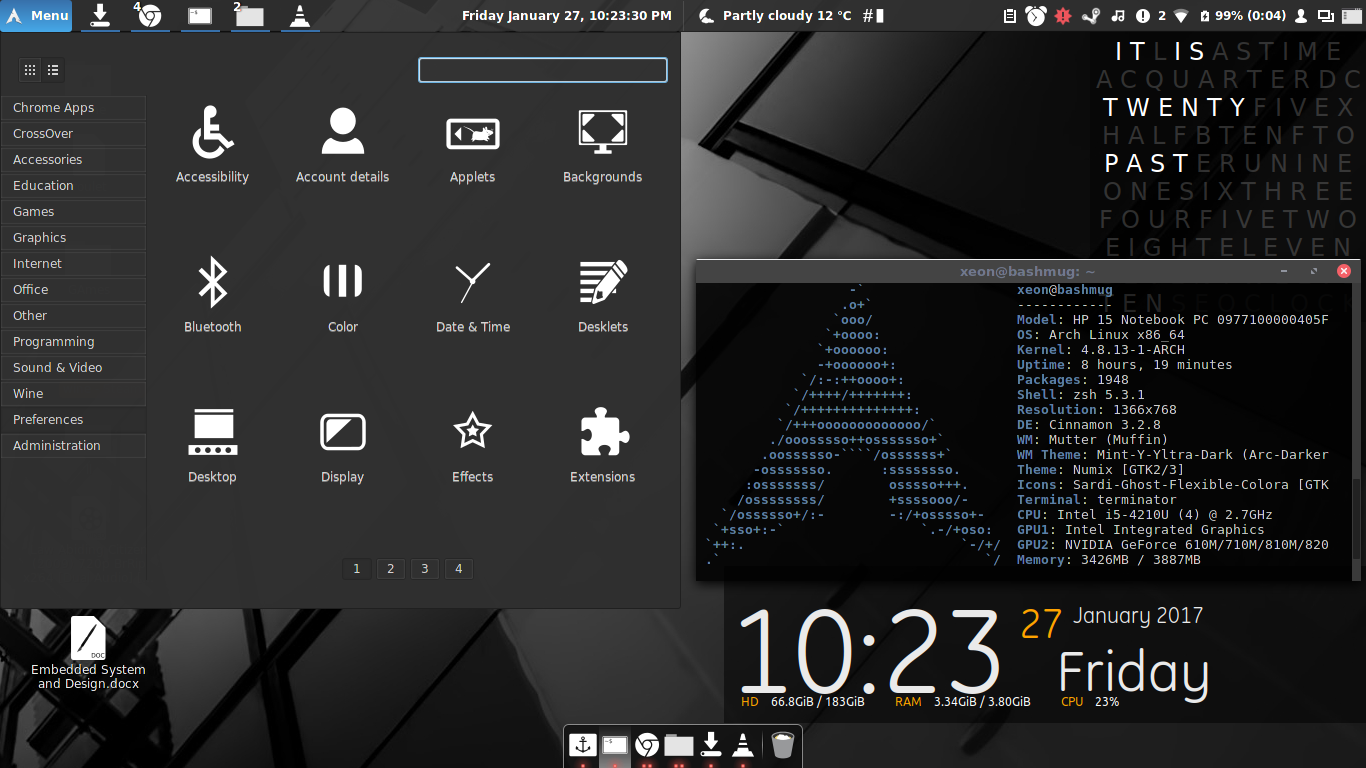 Menu
4
2
Friday January 27, 10:23:30 PM
Partly cloudy 12 °C
#
2
99% (0:04)
Chrome Apps
CrossOver
Accessories
Education
Games
Graphics
Internet
Office
Other
Programming
Sound & Video
Wine
Preferences
Administration
Accessibility
Account details
Applets
Backgrounds
Bluetooth
Color
Date & Time
Desklets
Desktop
Display
Effects
Extensions
1 2 3 4
I T L I S A S T I M E
A C Q U A R T E R D C
T W E N T Y F I V E X
H A L F B T E N F T O
P A S T E R U N I N E
O N E S I X T H R E E
F O U R F I V E T W O
E I G H T E L E V E N
T E N S E O C L O C K
xeon@bashmug: ~
-`
.o+`
`ooo/
`+oooo:
`+oooooo:
-+oooooo+:
`/:-:++oooo+:
`/++++/+++++++:
`/++++++++++++++:
`/+++ooooooooooooo/`
./ooosssso++osssssso+`
.oossssso-````/ossssss+`
-osssssso.      :ssssssso.
:osssssss/        osssso+++.
/ossssssss/        +ssssooo/-
`/ossssso+/:-        -:/+osssso+-
`+sso+:-`                 `.-/+oso:
`++:.                           `-/+/
.`                                 `/
xeon@bashmug
------------
Model: HP 15 Notebook PC 0977100000405F
OS: Arch Linux x86_64
Kernel: 4.8.13-1-ARCH
Uptime: 8 hours, 19 minutes
Packages: 1948
Shell: zsh 5.3.1
Resolution: 1366x768
DE: Cinnamon 3.2.8
WM: Mutter (Muffin)
WM Theme: Mint-Y-Yltra-Dark (Arc-Darker
Theme: Numix [GTK2/3]
Icons: Sardi-Ghost-Flexible-Colora [GTK
Terminal: terminator
CPU: Intel i5-4210U (4) @ 2.7GHz
GPU1: Intel Integrated Graphics
GPU2: NVIDIA GeForce 610M/710M/810M/820
Memory: 3426MB / 3887MB
DOC
Embedded System
and Design.docx
10:23
27 January 2017
Friday
HD 66.8GiB / 183GiB RAM 3.34GiB / 3.80GiB CPU 23%